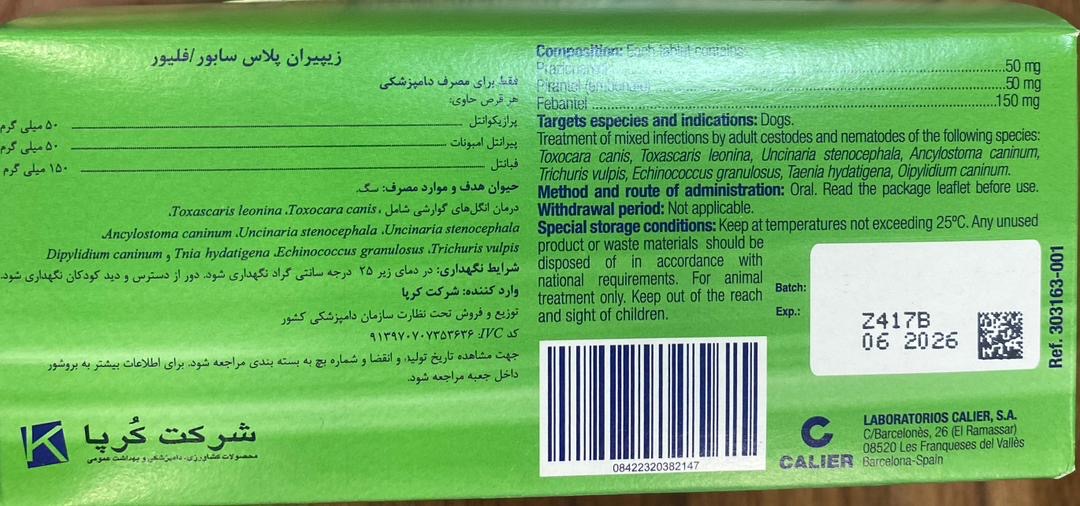 زیپیران پلاس سابور/فلیور
فقط برای مصرف دامپزشکی
هر قرص حاوی:
پرازیکوانتل ۵۰ میلی گرم
پیرانتل امبونات ۵۰ میلی گرم
فبانتل ۱۵۰ میلی گرم
حیوان هدف و موارد مصرف: سگ.
درمان انگل‌های گوارشی شامل Toxascaris leonina ،Toxocara canis،
Ancylostoma caninum ،Uncinaria stenocephala ،Uncinaria stenocephala،
Dipylidium caninum و Tnia hydatigena ،Echinococcus granulosus ،Trichuris vulpis
شرایط نگهداری: در دمای زیر ۲۵ درجه سانتی گراد نگهداری شود. دور از دسترس و دید کودکان نگهداری شود.
وارد کننده: شرکت کرپا
توزیع و فروش تحت نظارت سازمان دامپزشکی کشور
کد IVC: ۹۱۳۹۷۰۷۰۷۳۵۳۶۳۶
جهت مشاهده تاریخ تولید، و انقضا و شماره بچ به بسته بندی مراجعه شود. برای اطلاعات بیشتر به بروشور
داخل جعبه مراجعه شود.
شرکت کُرپا
محصولات کشاورزی، دامپزشکی و بهداشت عمومی
Composition: Each tablet contains:
50 mg
Pirantel (embonate) 50 mg
Febantel 150 mg
Targets especies and indications: Dogs.
Treatment of mixed infections by adult cestodes and nematodes of the following species:
Toxocara canis, Toxascaris leonina, Uncinaria stenocephala, Ancylostoma caninum,
Trichuris vulpis, Echinococcus granulosus, Taenia hydatigena, Oipylidium caninum.
Method and route of administration: Oral. Read the package leaflet before use.
Withdrawal period: Not applicable.
Special storage conditions: Keep at temperatures not exceeding 25ºC. Any unused
product or waste materials should be
disposed of in accordance with
national requirements. For animal
treatment only. Keep out of the reach
and sight of children.
Batch: Z417B
Exp.: 06 2026
Ref. 303163-001
08422320382147
CALIER
LABORATORIOS CALIER, S.A.
C/Barcelonès, 26 (El Ramassar)
08520 Les Franqueses del Vallès
Barcelona-Spain